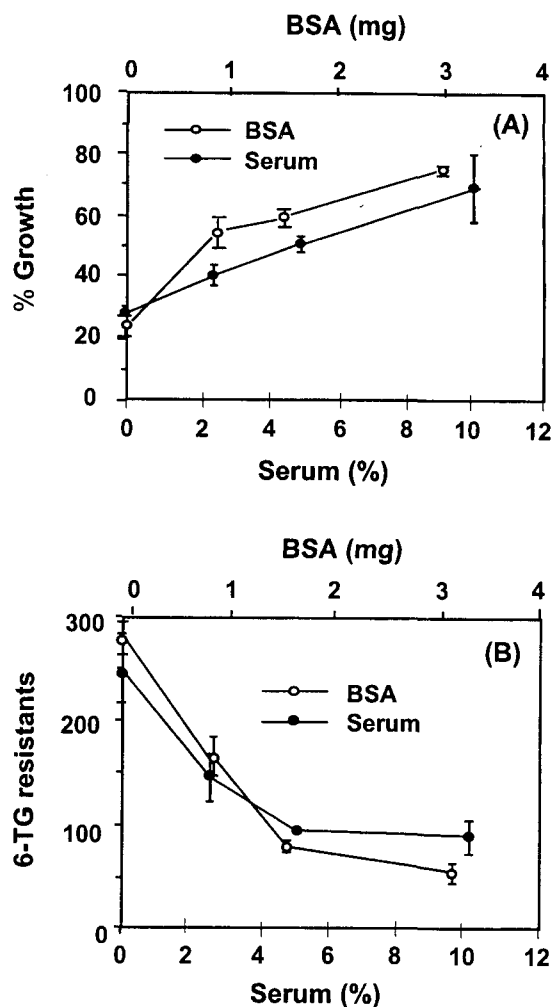 BSA (mg)
0 1 2 3 4
100
80
60
40
20
0
% Growth
(A)
BSA
Serum
0 2 4 6 8 10 12
Serum (%)
BSA (mg)
0 1 2 3 4
300
200
100
0
6-TG resistants
(B)
BSA
Serum
0 2 4 6 8 10 12
Serum (%)